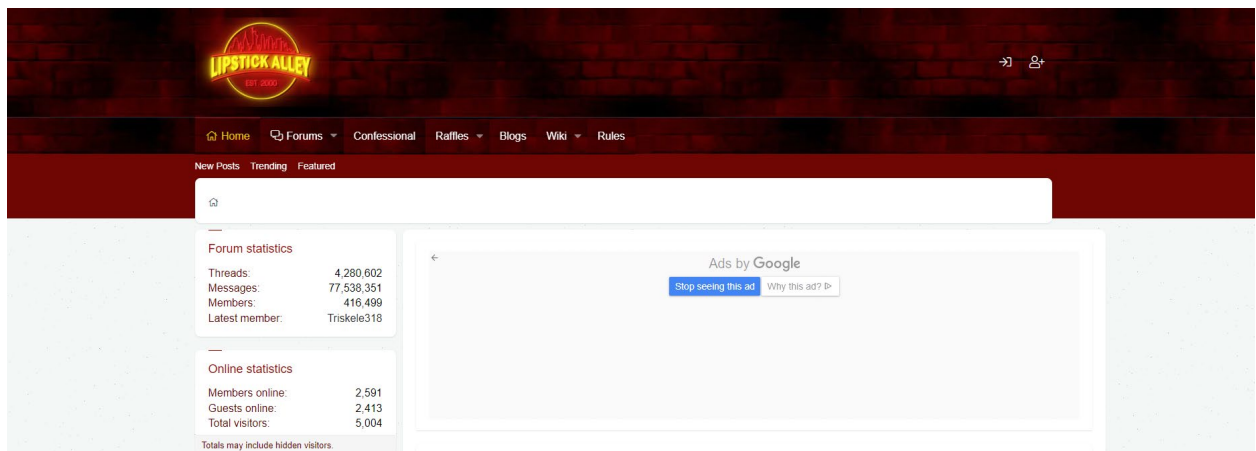 LIPSTICK ALLEY
EST. 2000
Home Forums Confessional Raffles Blogs Wiki Rules
New Posts Trending Featured
Forum statistics
Threads: 4,280,602
Messages: 77,538,351
Members: 416,499
Latest member: Triskele318
Online statistics
Members online: 2,591
Guests online: 2,413
Total visitors: 5,004
Totals may include hidden visitors.
Ads by Google
Stop seeing this ad Why this ad?